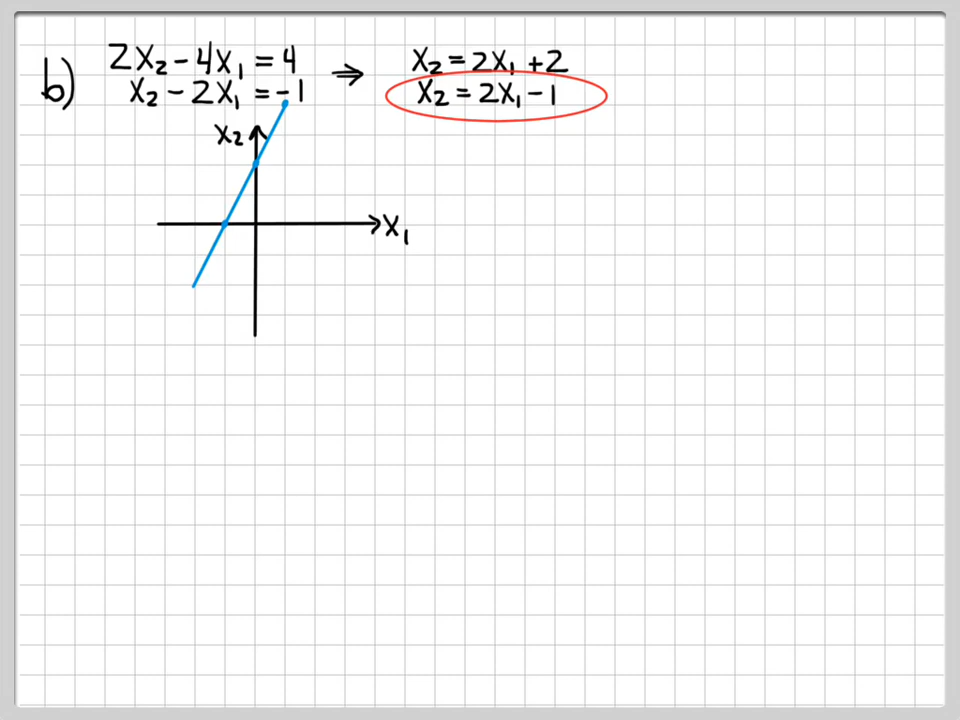 b)
2x₂ - 4x₁ = 4 ⇒ x₂ = 2x₁ + 2
x₂ - 2x₁ = -1 x₂ = 2x₁ - 1
x₂
x₁